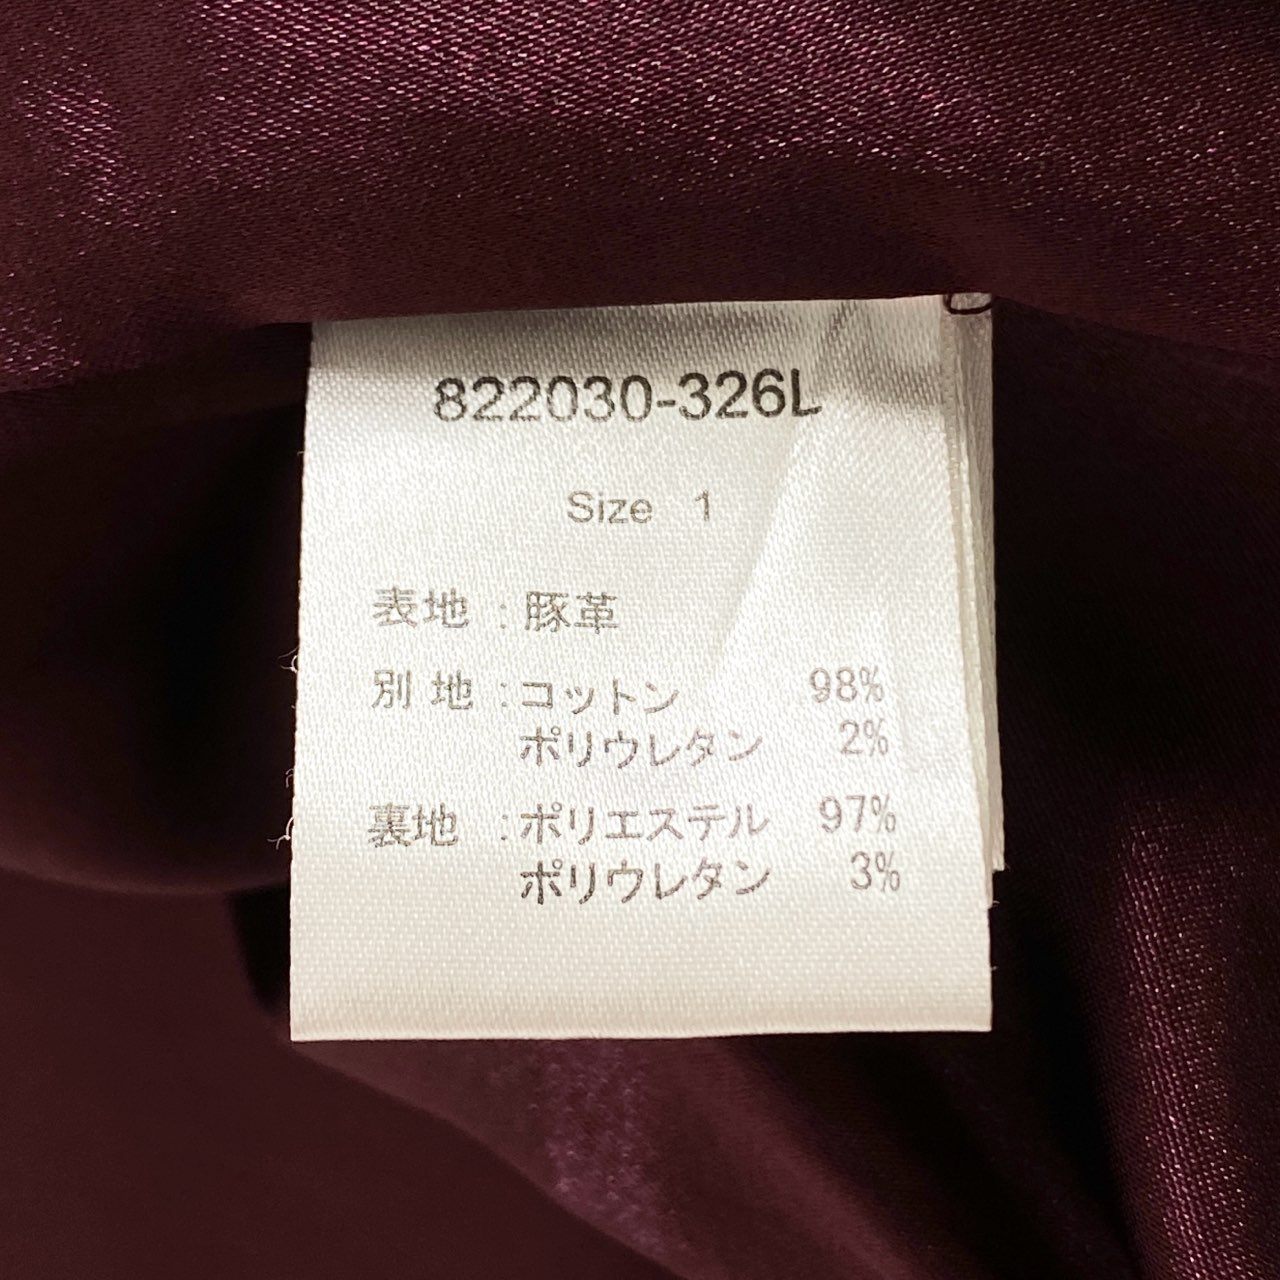 822030-326L
Size 1
表地 : 豚革
別 地 : コットン 98%
ポリウレタン 2%
裏地 : ポリエステル 97%
ポリウレタン 3%